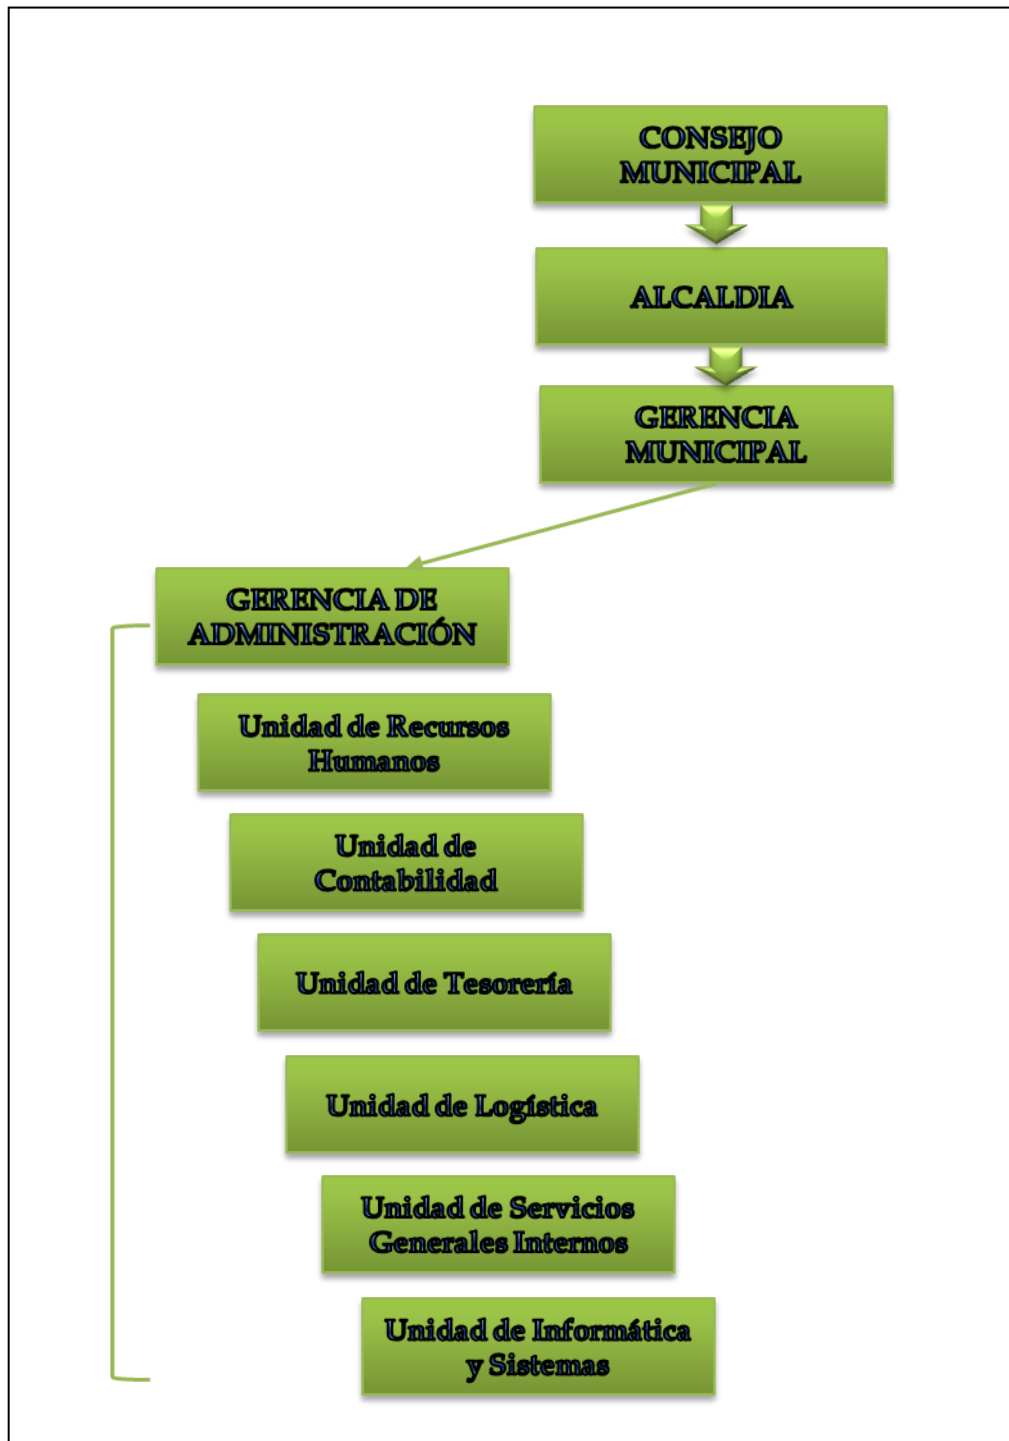 CONSEJO
MUNICIPAL
ALCALDIA
GERENCIA
MUNICIPAL
GERENCIA DE
ADMINISTRACIÓN
Unidad de Recursos
Humanos
Unidad de
Contabilidad
Unidad de Tesorería
Unidad de Logística
Unidad de Servicios
Generales Internos
Unidad de Informática
y Sistemas